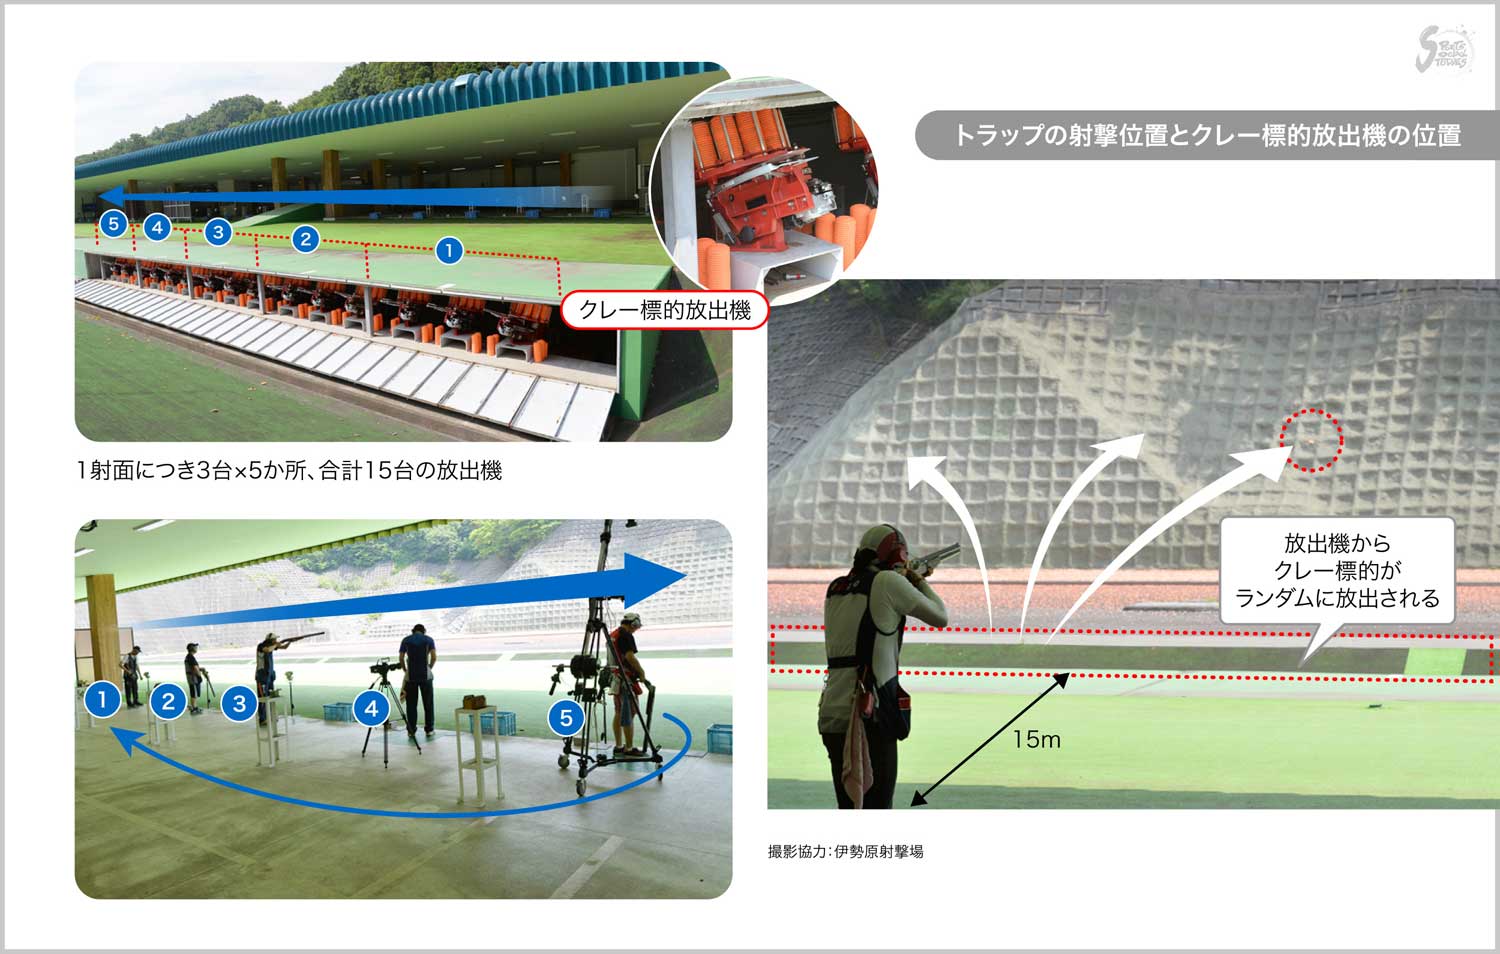 SPORTS
SOCIAL
TOWNS
トラップの射撃位置とクレー標的放出機の位置
5
4
3
2
1
クレー標的放出機
1射面につき3台×5か所、合計15台の放出機
1
2
3
4
5
放出機から
クレー標的が
ランダムに放出される
15m
撮影協力：伊勢原射撃場